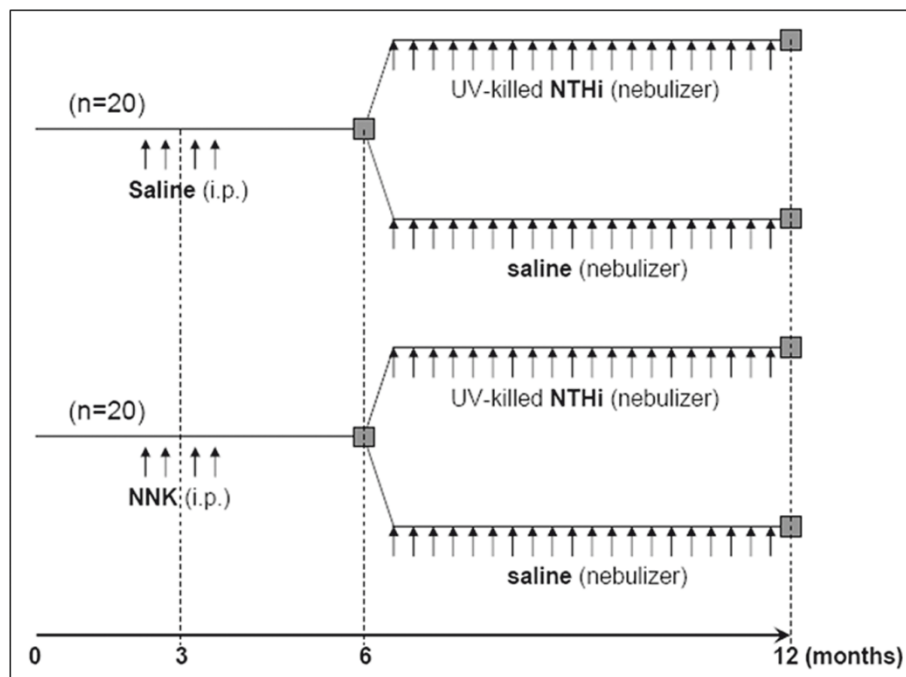 UV-killed NTHi (nebulizer)
(n=20)
Saline (i.p.)
saline (nebulizer)
UV-killed NTHi (nebulizer)
(n=20)
NNK (i.p.)
saline (nebulizer)
0 3 6 12 (months)